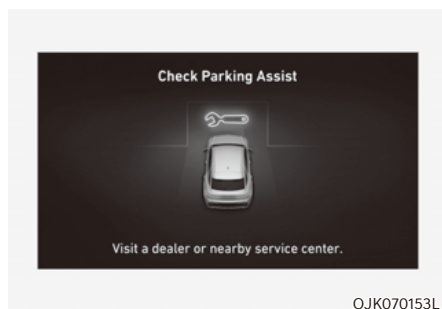 Check Parking Assist
Visit a dealer or nearby service center.
OJK070153L